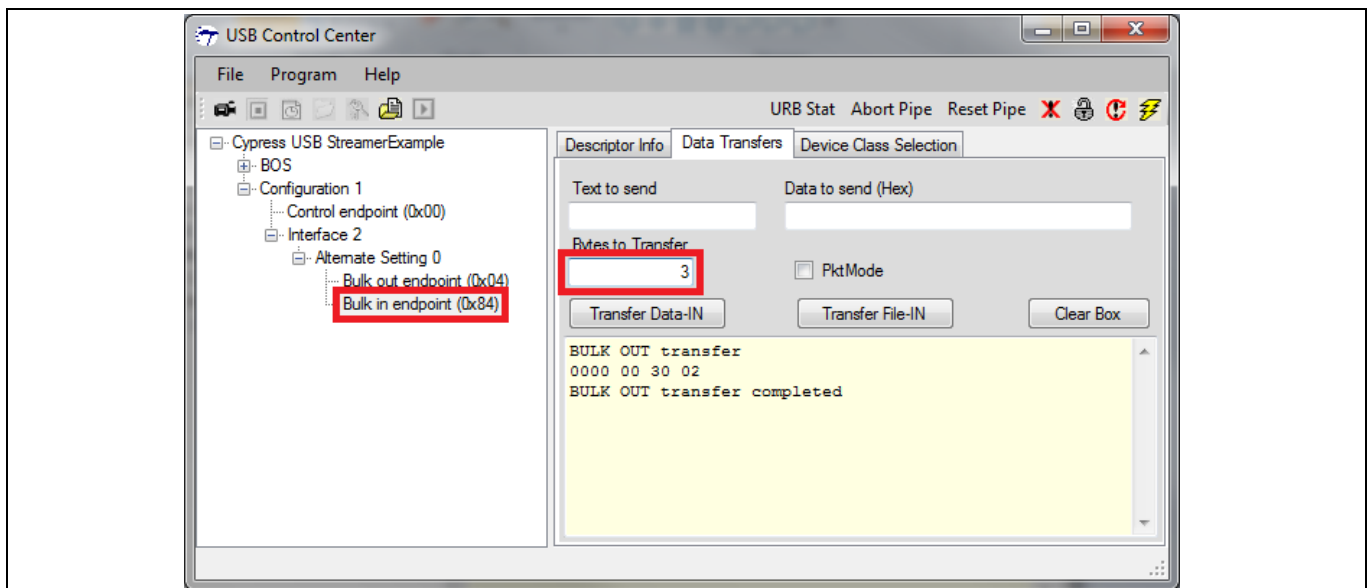 USB Control Center
File Program Help
URB Stat Abort Pipe Reset Pipe
Cypress USB StreamerExample
BOS
Configuration 1
Control endpoint (0x00)
Interface 2
Alternate Setting 0
Bulk out endpoint (0x04)
Bulk in endpoint (0x84)
Descriptor Info Data Transfers Device Class Selection
Text to send Data to send (Hex)
Bytes to Transfer
3 PktMode
Transfer Data-IN Transfer File-IN Clear Box
BULK OUT transfer
0000 00 30 02
BULK OUT transfer completed